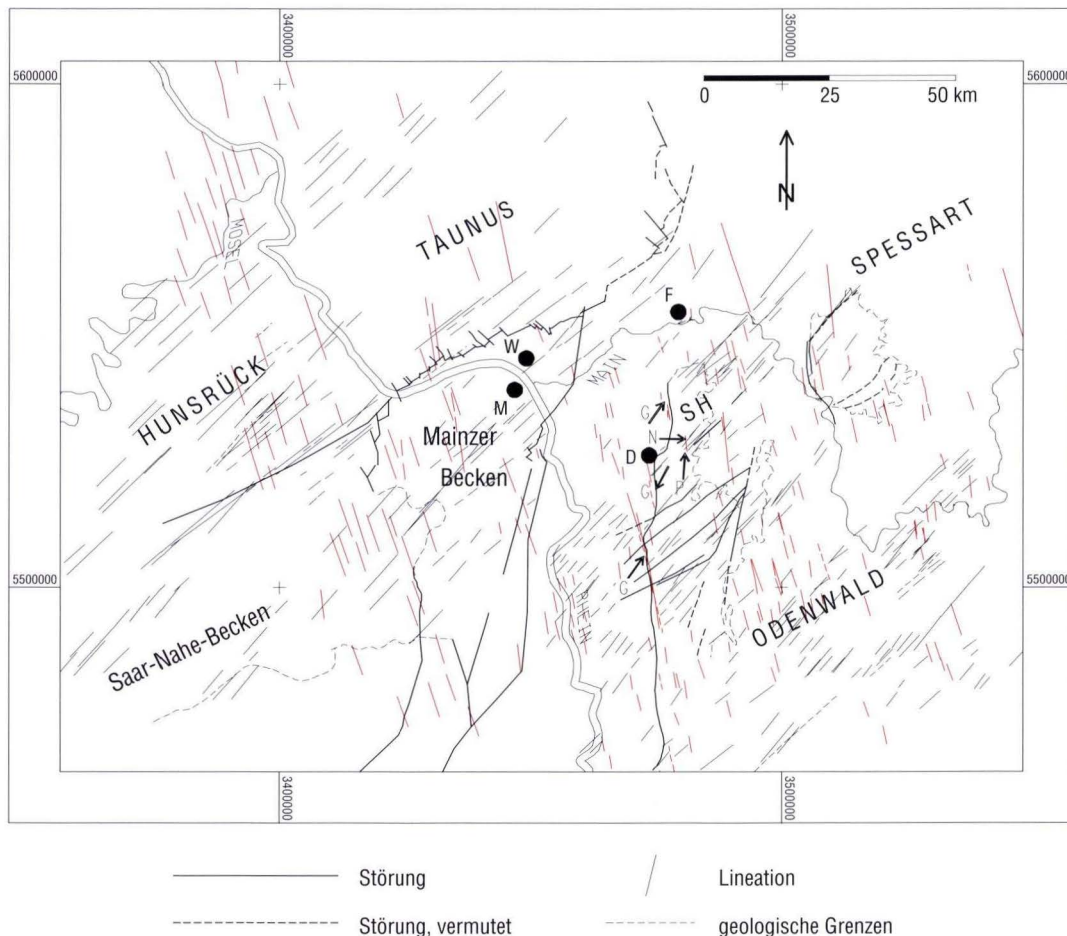 3400000
3500000
5600000
5600000
0 25 50 km
N
TAUNUS
SPESSART
MOSEL
F
W
MAIN
M
HUNSRÜCK
SH
G
Mainzer
Becken
N
D
G
P
G
5500000
5500000
RHEIN
ODENWALD
Saar-Nahe-Becken
3400000
3500000
Störung
Lineation
Störung, vermutet
geologische Grenzen